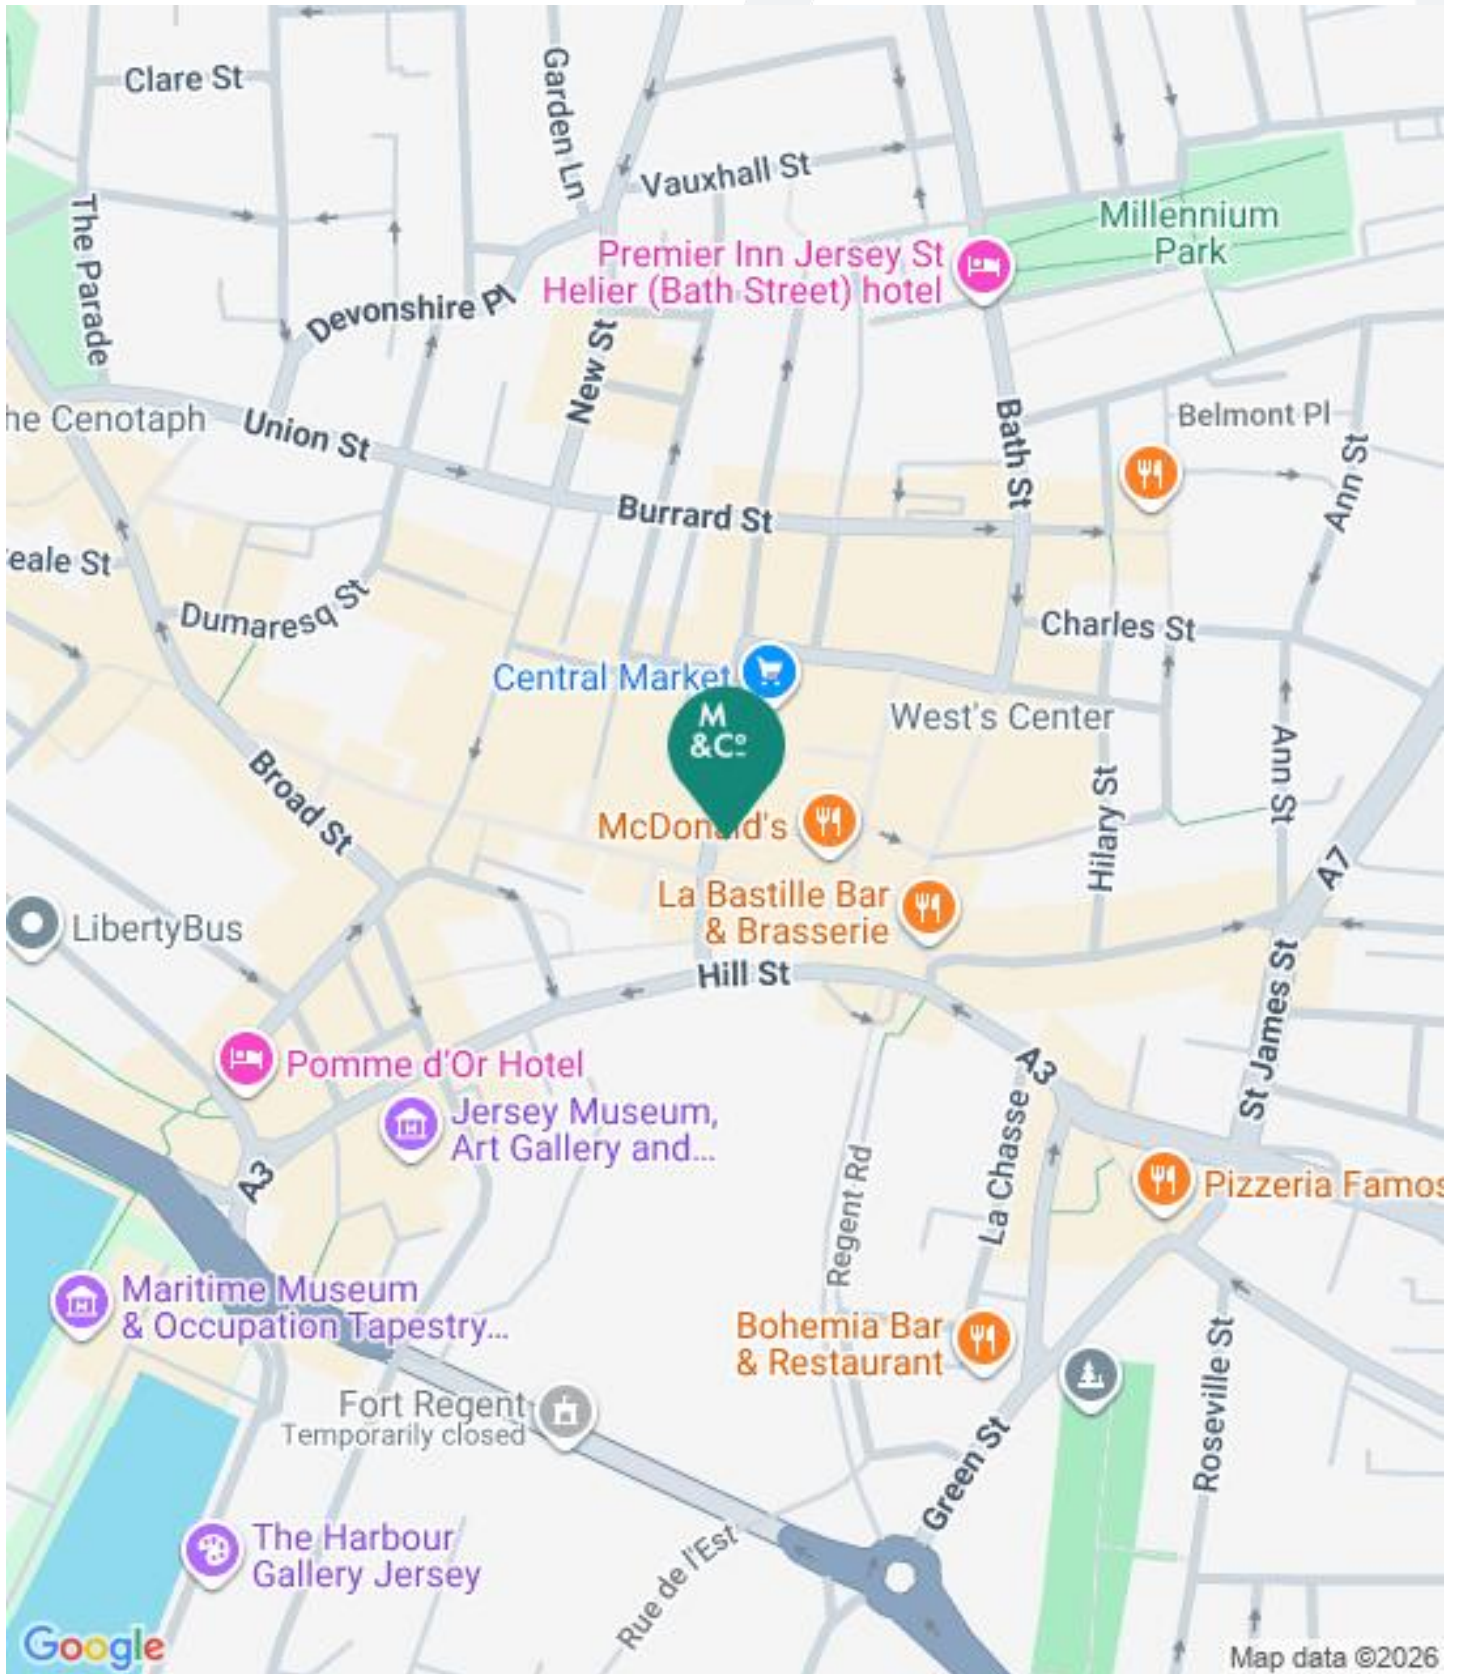 Clare St
Garden Ln
Vauxhall St
The Parade
Millennium
Park
Premier Inn Jersey St
Helier (Bath Street) hotel
Devonshire Pl
New St
he Cenotaph
Union St
Bath St
Belmont Pl
Ann St
Burrard St
eale St
Dumaresq St
Charles St
Central Market
M
&Co
West's Center
Broad St
Ann St
Hilary St
McDonald's
A7
La Bastille Bar
& Brasserie
LibertyBus
Hill St
St James St
Pomme d'Or Hotel
A3
Jersey Museum,
Art Gallery and...
La Chasse
Regent Rd
A3
Pizzeria Famos
Maritime Museum
& Occupation Tapestry...
Bohemia Bar
& Restaurant
Roseville St
Fort Regent
Temporarily closed
Green St
The Harbour
Gallery Jersey
Rue de l'Est
Google
Map data ©2026